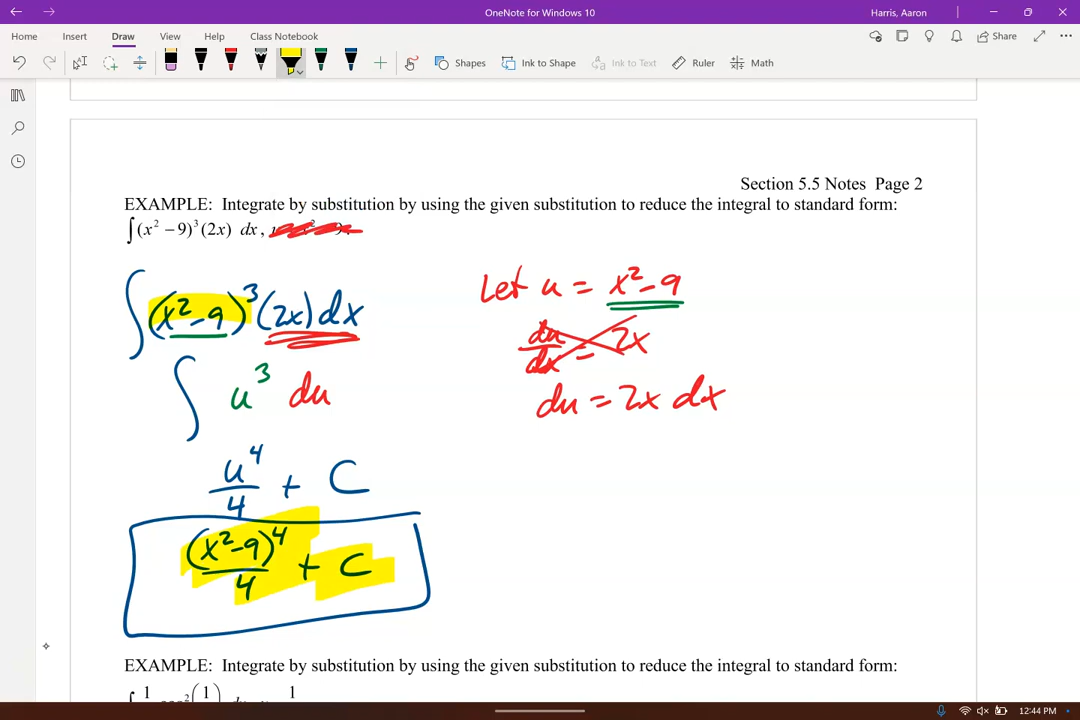 OneNote for Windows 10
Harris, Aaron
Home Insert Draw View Help Class Notebook
Share
Shapes Ink to Shape Ink to Text Ruler Math
Section 5.5 Notes Page 2
EXAMPLE: Integrate by substitution by using the given substitution to reduce the integral to standard form:
∫(x² − 9)³(2x) dx,
∫(x²−9)³(2x)dx
Let u = x²−9
du/dx = 2x
du = 2x dx
∫ u³ du
u⁴/4 + C
(x²−9)⁴/4 + C
EXAMPLE: Integrate by substitution by using the given substitution to reduce the integral to standard form:
12:44 PM